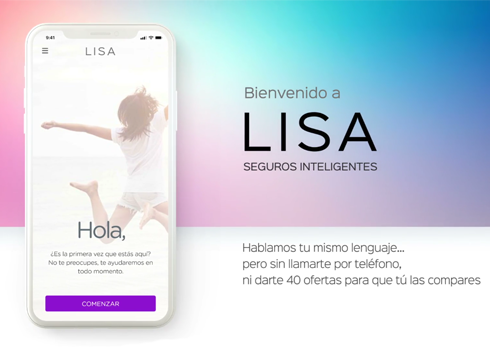 9:41
LISA
Hola,
¿Es la primera vez que estás aquí?
No te preocupes, te ayudaremos en
todo momento.
COMENZAR
Bienvenido a
LISA
SEGUROS INTELIGENTES
Hablamos tu mismo lenguaje...
pero sin llamarte por teléfono,
ni darte 40 ofertas para que tú las compares